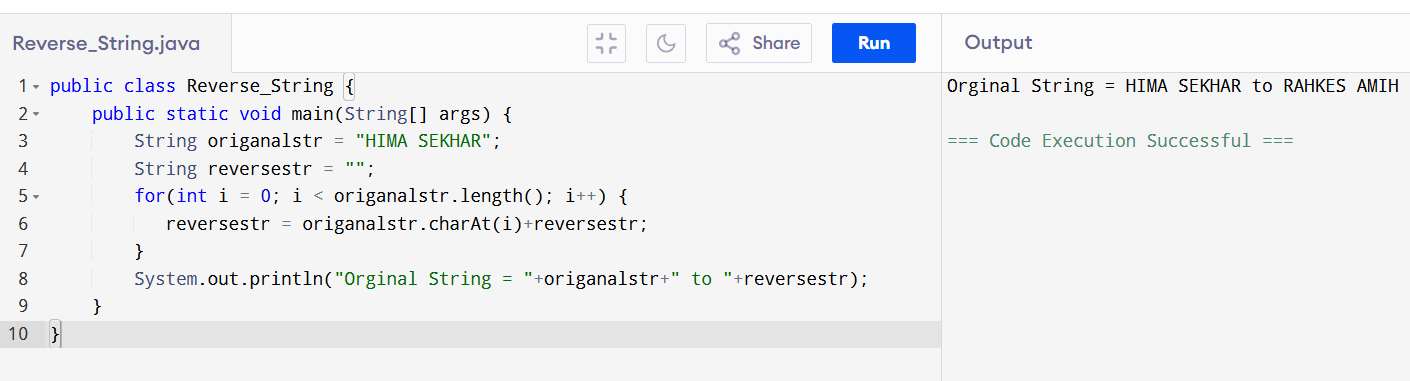 Reverse_String.java
Share
Run
Output
1 public class Reverse_String {
2 public static void main(String[] args) {
3 String origanalstr = "HIMA SEKHAR";
4 String reversestr = "";
5 for(int i = 0; i < origanalstr.length(); i++) {
6 reversestr = origanalstr.charAt(i)+reversestr;
7 }
8 System.out.println("Orginal String = "+origanalstr+" to "+reversestr);
9 }
10 }
Orginal String = HIMA SEKHAR to RAHKES AMIH
=== Code Execution Successful ===